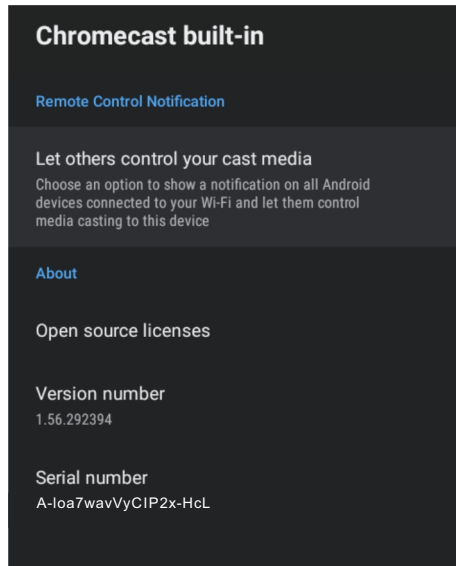 Chromecast built-in
Remote Control Notification
Let others control your cast media
Choose an option to show a notification on all Android
devices connected to your Wi-Fi and let them control
media casting to this device
About
Open source licenses
Version number
1.56.292394
Serial number
A-Ioa7wavVyCIP2x-HcL